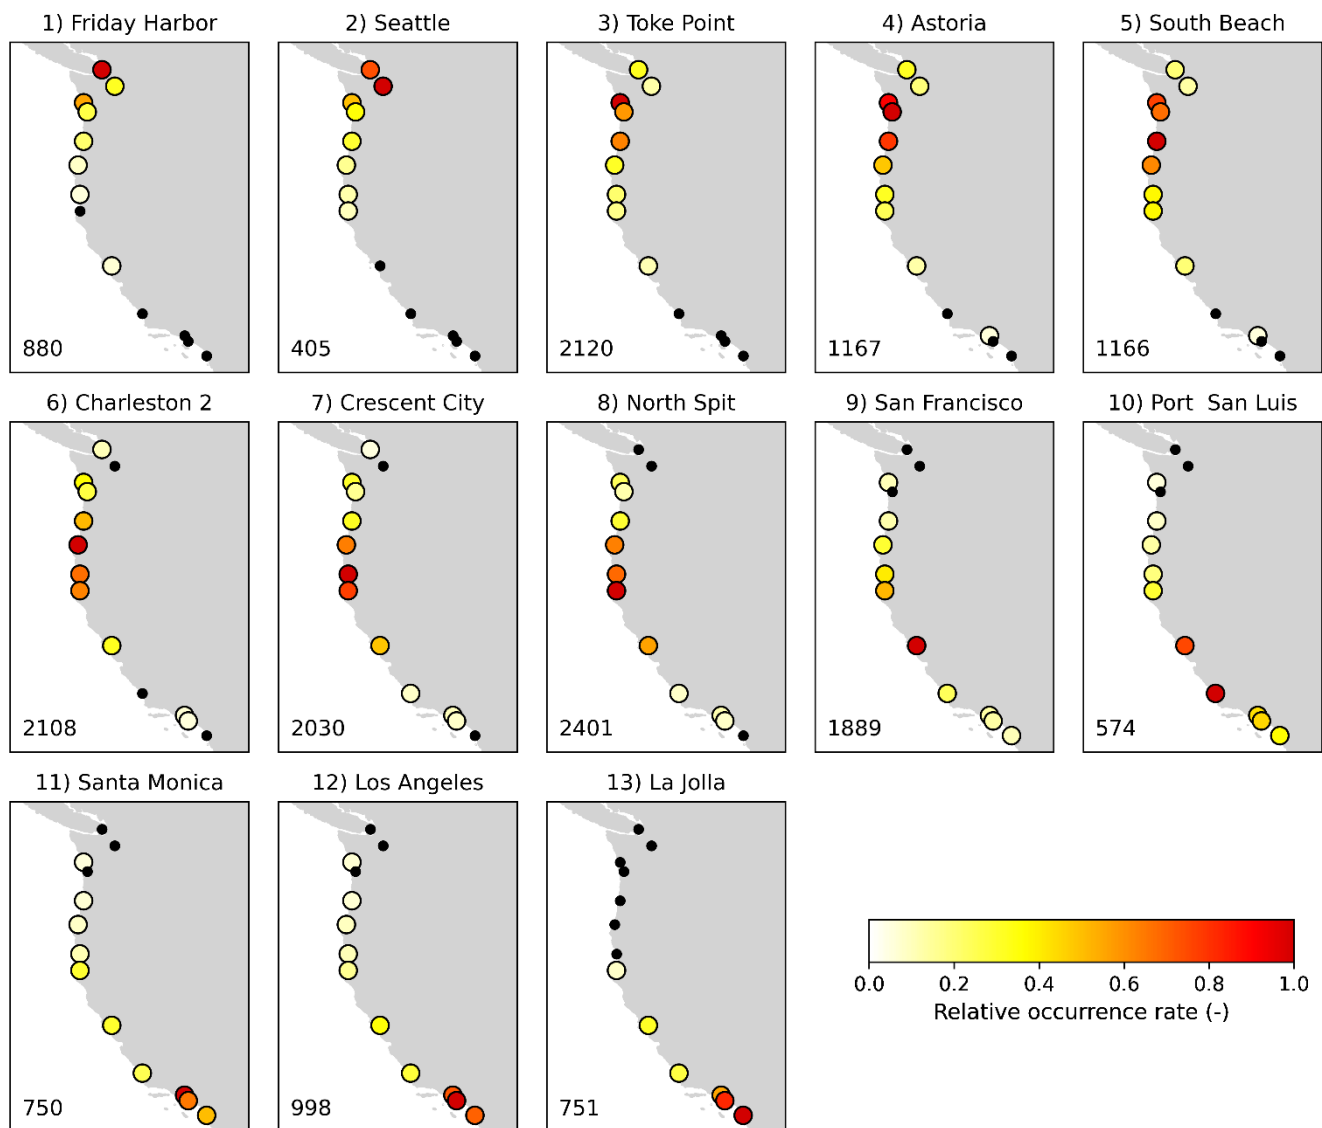 1) Friday Harbor
2) Seattle
3) Toke Point
4) Astoria
5) South Beach
880
405
2120
1167
1166
6) Charleston 2
7) Crescent City
8) North Spit
9) San Francisco
10) Port  San Luis
2108
2030
2401
1889
574
11) Santa Monica
12) Los Angeles
13) La Jolla
750
998
751
0.0 0.2 0.4 0.6 0.8 1.0
Relative occurrence rate (-)